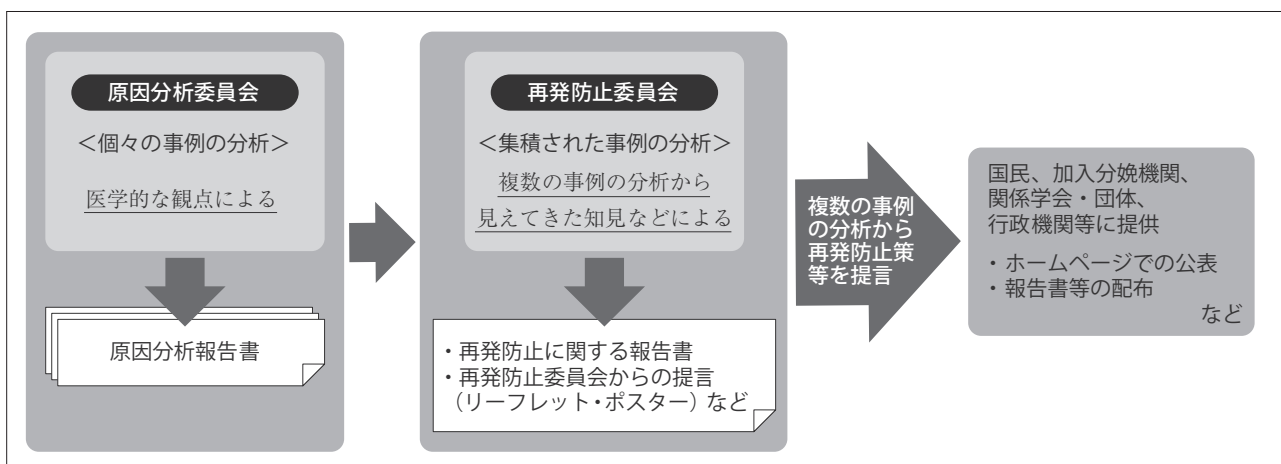 原因分析委員会
＜個々の事例の分析＞
医学的な観点による
原因分析報告書
再発防止委員会
＜集積された事例の分析＞
複数の事例の分析から
見えてきた知見などによる
・再発防止に関する報告書
・再発防止委員会からの提言
（リーフレット・ポスター）など
複数の事例
の分析から
再発防止策
等を提言
国民、加入分娩機関、
関係学会・団体、
行政機関等に提供
・ホームページでの公表
・報告書等の配布
など